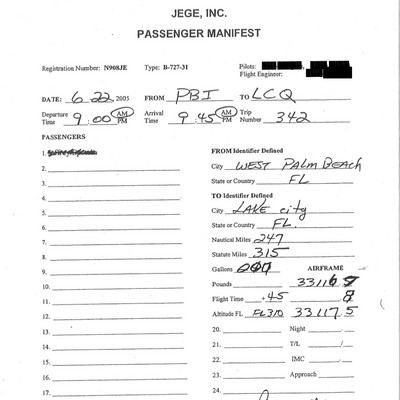 JEGE, INC.
PASSENGER MANIFEST
Registration Number: N908JE Type: B-727-31 Pilots:
Flight Engineer:
DATE: 6.22.2005 FROM PBI TO LCQ
Departure Time 9:00 AM PM Arrival Time 9:45 AM PM Trip Number 342
PASSENGERS FROM Identifier Defined
1. City WEST PALM BEACH
2. State or Country FL
3. TO Identifier Defined
4. City LAKE City
5. State or Country FL.
6. Nautical Miles 247
7. Statute Miles 315
8. Gallons AIRFRAME
9. Pounds
10. Flight Time +45
11. Altitude FL FL310 33117.5
12. 20. Night
13. 21. T/L /
14. 22. IMC
15. 23. Approach
16. 24.
17.